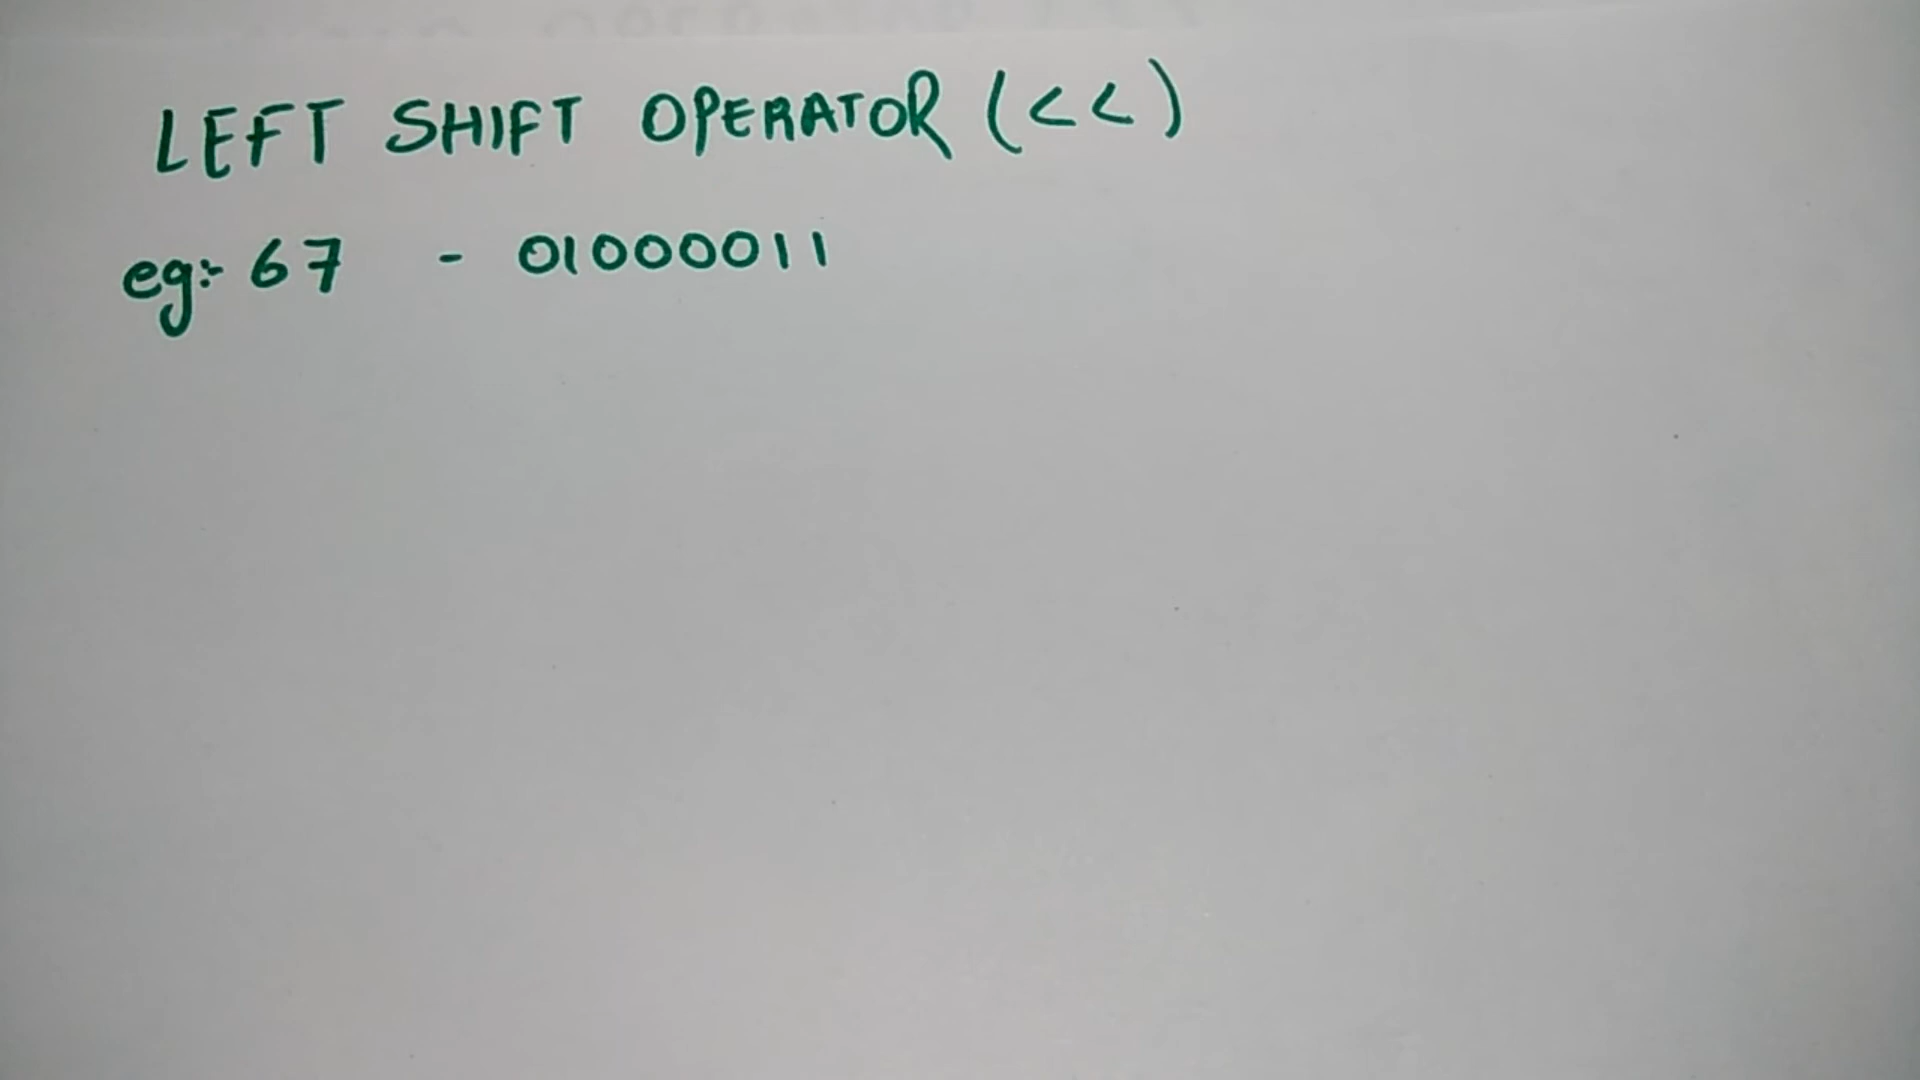 LEFT SHIFT OPERATOR (<<)
eg:- 67 - 01000011